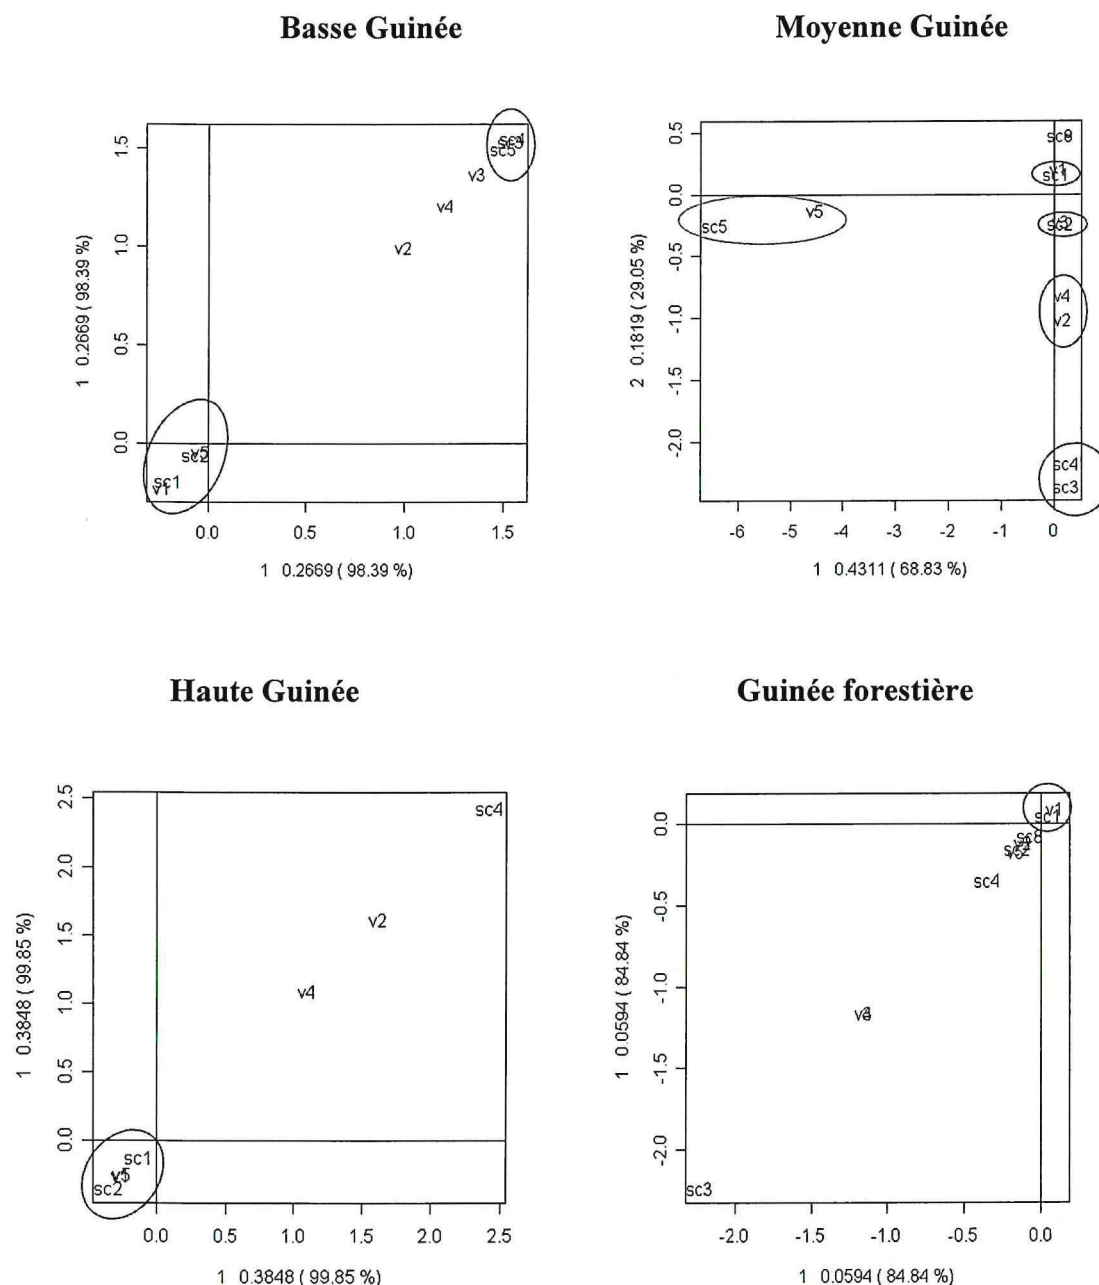 Basse Guinée
Moyenne Guinée
1.5
1.0
0.5
0.0
1 0.2669 ( 98.39 %)
sc5
v3
v4
v2
v5
sc2
sc1
v1
0.0
0.5
1.0
1.5
1 0.2669 ( 98.39 %)
0.5
0.0
-0.5
-1.0
-1.5
-2.0
2 0.1819 ( 29.05 %)
v1
sc1
v5
sc5
sc2
v4
v2
sc4
sc3
-6
-5
-4
-3
-2
-1
0
1 0.4311 ( 68.83 %)
Haute Guinée
Guinée forestière
2.5
2.0
1.5
1.0
0.5
0.0
1 0.3848 ( 99.85 %)
sc4
v2
v4
sc1
sc2
0.0
0.5
1.0
1.5
2.0
2.5
1 0.3848 ( 99.85 %)
0.0
-0.5
-1.0
-1.5
-2.0
1 0.0594 ( 84.84 %)
v1
sc1
sc4
sc3
-2.0
-1.5
-1.0
-0.5
0.0
1 0.0594 ( 84.84 %)